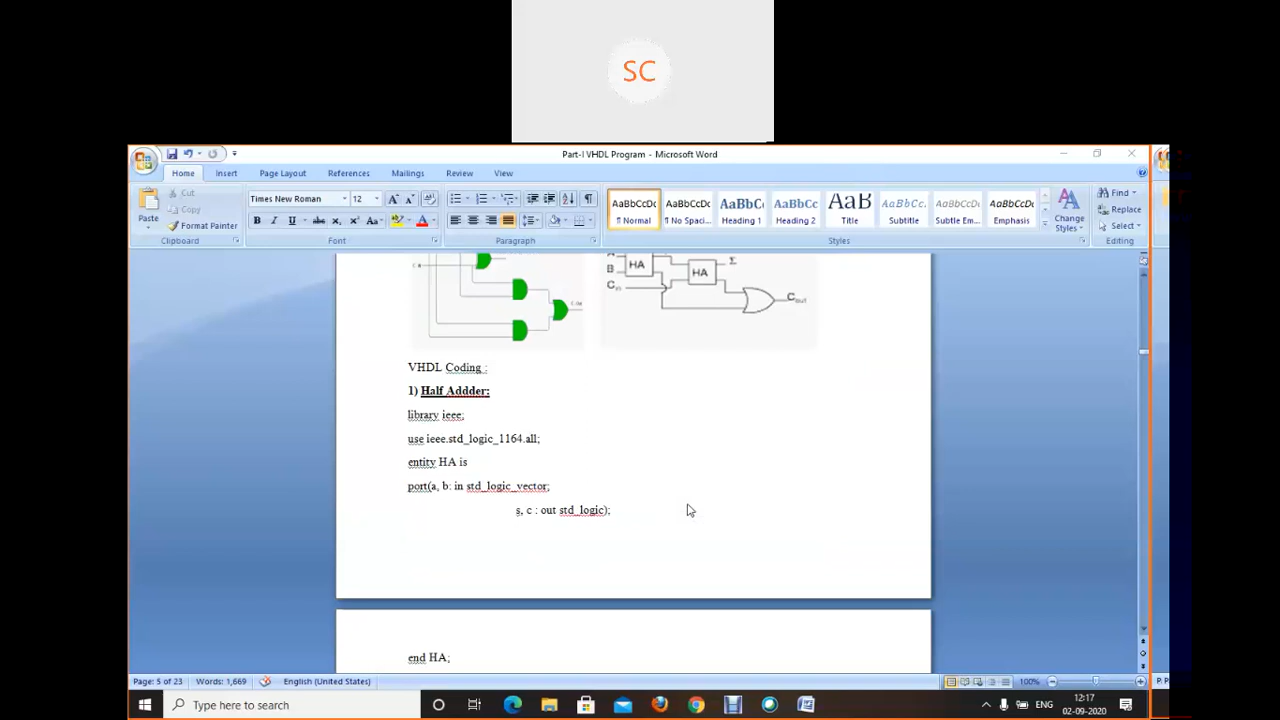 SC
Part-I VHDL Program - Microsoft Word
Home Insert Page Layout References Mailings Review View
Paste
Cut
Copy
Format Painter
Clipboard
Times New Roman 12
Font
Paragraph
AaBbCcDc AaBbCcDc AaBbC AaBbCc AaB AaBbCc. AaBbCcDc AaBbCcDc
¶ Normal ¶ No Spaci... Heading 1 Heading 2 Title Subtitle Subtle Em... Emphasis
Change Styles
Styles
Find
Replace
Select
Editing
HA
HA
Σ
B
Cin
Cout
VHDL Coding :
1) Half Addder:
library ieee;
use ieee.std_logic_1164.all;
entity HA is
port(a, b: in std_logic_vector;
s, c : out std_logic);
end HA;
Page: 5 of 23 Words: 1,669 English (United States) 100%
Type here to search
ENG
12:17
02-09-2020